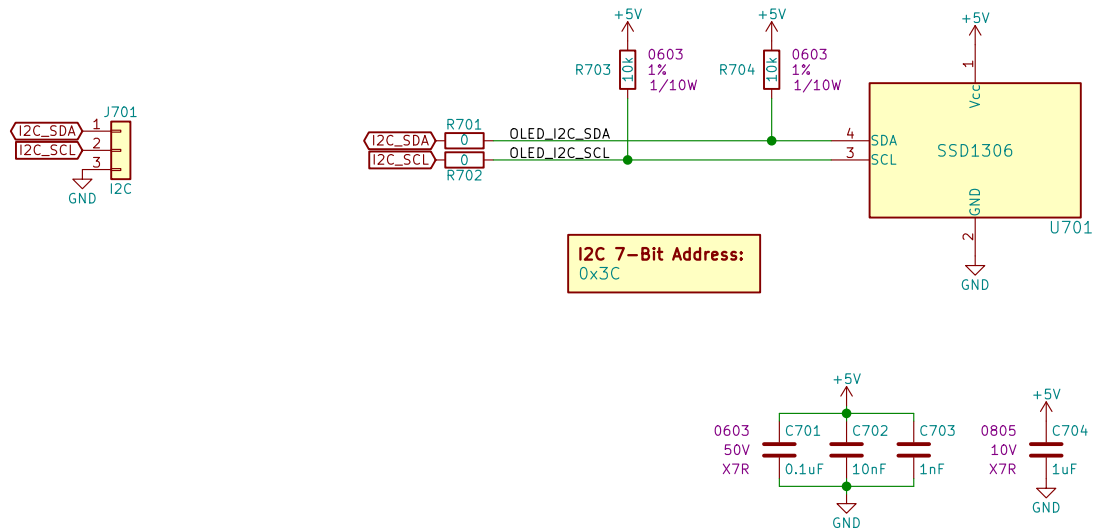 +5V
+5V
+5V
R703
10k
0603
1%
1/10W
R704
10k
0603
1%
1/10W
1
Vcc
J701
I2C_SDA
1
I2C_SCL
2
3
GND
I2C
R701
I2C_SDA
0
OLED_I2C_SDA
I2C_SCL
0
OLED_I2C_SCL
R702
4
SDA
3
SCL
SSD1306
GND
U701
2
GND
I2C 7-Bit Address:
0x3C
+5V
0603
50V
X7R
C701
0.1uF
C702
10nF
C703
1nF
GND
+5V
0805
10V
X7R
C704
1uF
GND